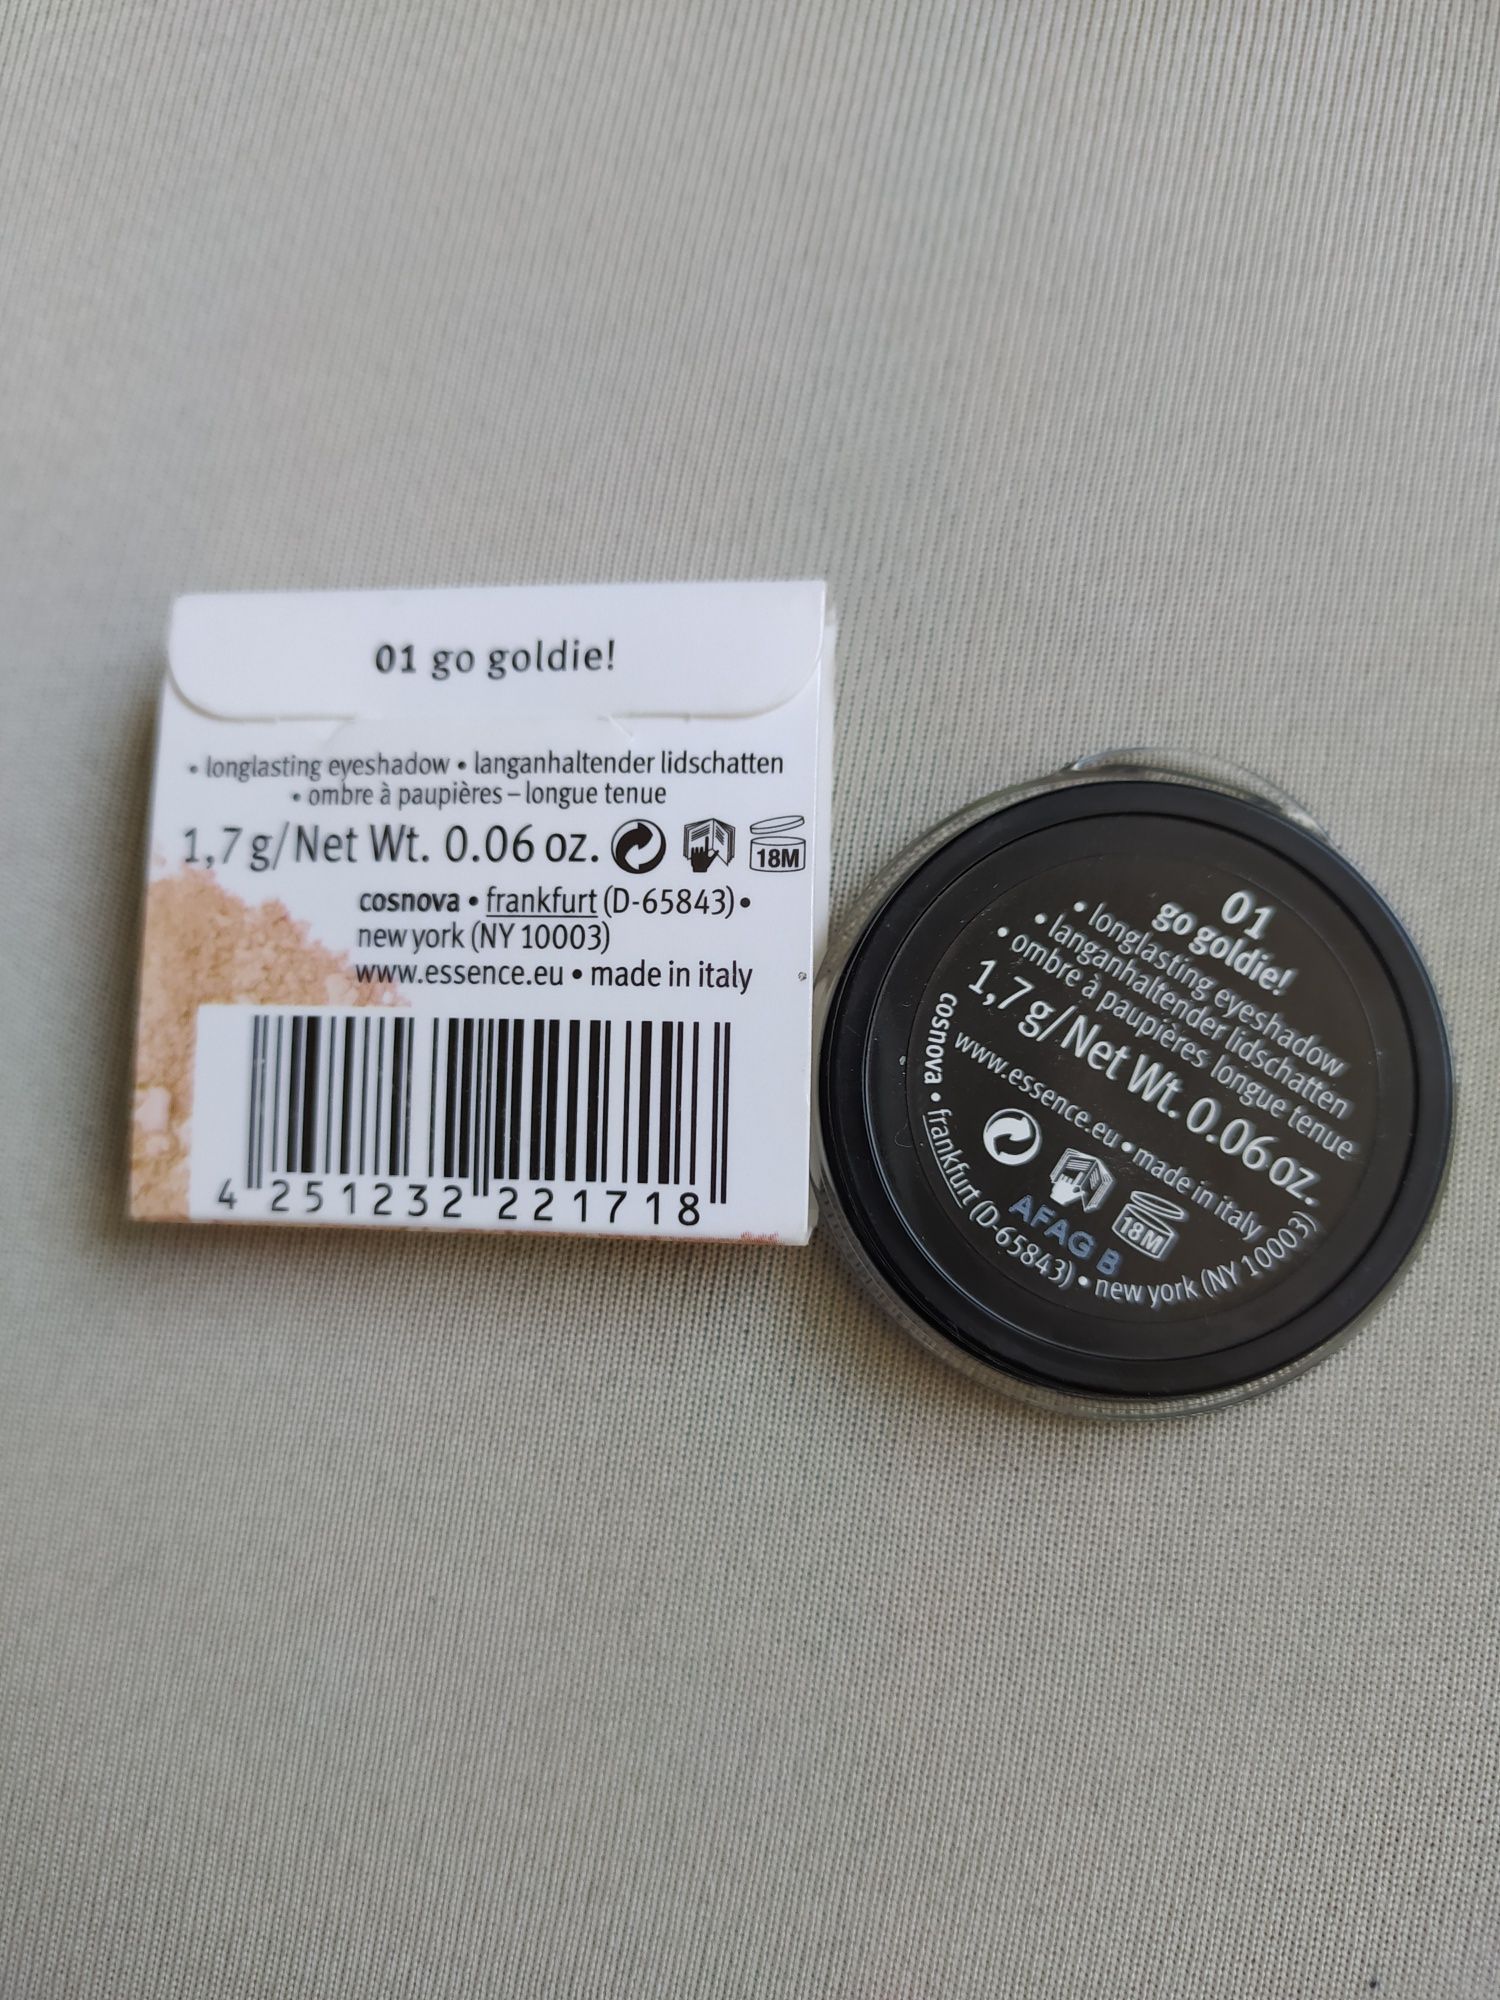 01 go goldie!
• longlasting eyeshadow • langanhaltender lidschatten
• ombre à paupières – longue tenue
1,7 g/Net Wt. 0.06 oz.
18M
cosnova • frankfurt (D-65843) •
new york (NY 10003)
www.essence.eu • made in italy
4 251232 221718
01
go goldie!
• longlasting eyeshadow
• langanhaltender lidschatten
• ombre à paupières longue tenue
1,7 g/Net Wt. 0.06 oz.
www.essence.eu • made in italy
18M
AFAG B
cosnova • frankfurt (D-65843) • new york (NY 10003)